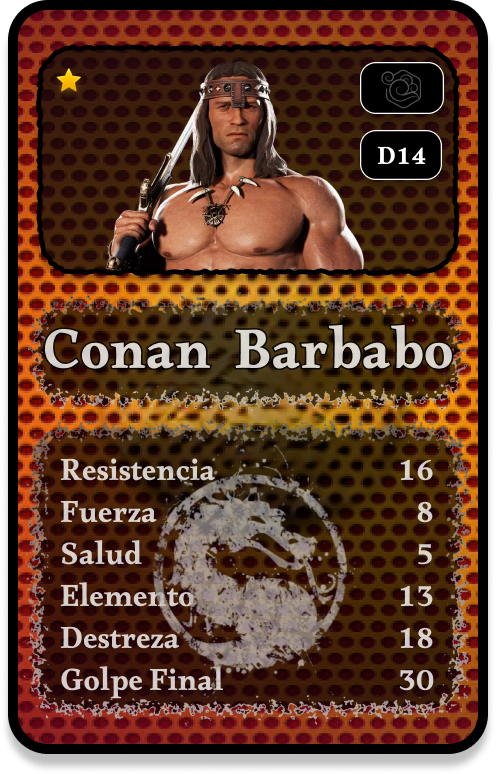 D14
Conan Barbabo
Resistencia 16
Fuerza 8
Salud 5
Elemento 13
Destreza 18
Golpe Final 30